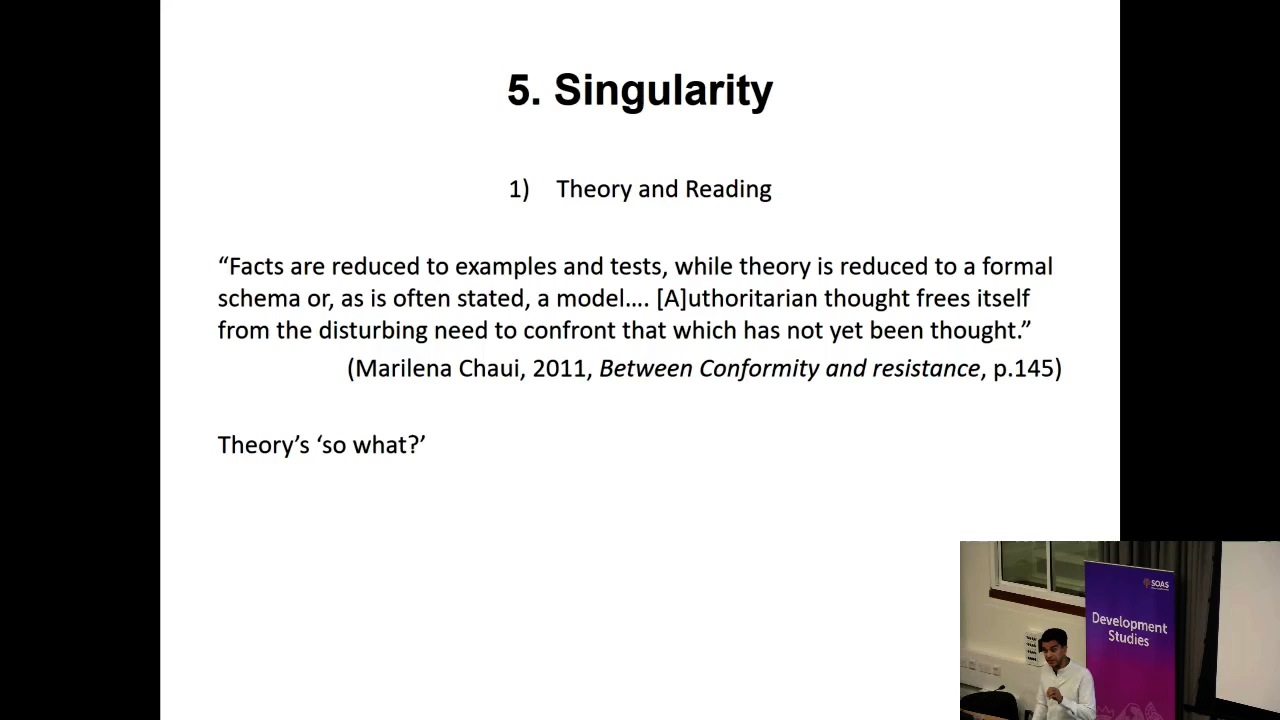 5. Singularity
1) Theory and Reading
“Facts are reduced to examples and tests, while theory is reduced to a formal
schema or, as is often stated, a model…. [A]uthoritarian thought frees itself
from the disturbing need to confront that which has not yet been thought.”
(Marilena Chaui, 2011, Between Conformity and resistance, p.145)
Theory’s ‘so what?’
SOAS
Development
Studies